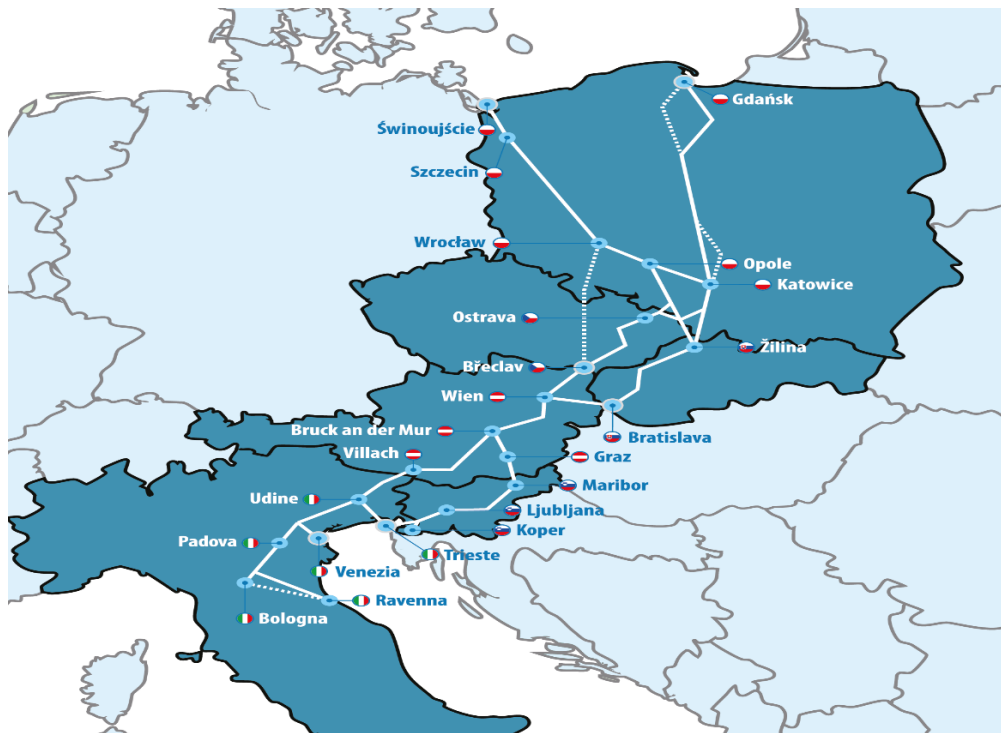 Gdańsk
Świnoujście
Szczecin
Wrocław
Opole
Katowice
Ostrava
Žilina
Břeclav
Wien
Bruck an der Mur
Bratislava
Villach
Graz
Maribor
Udine
Ljubljana
Koper
Padova
Trieste
Venezia
Ravenna
Bologna